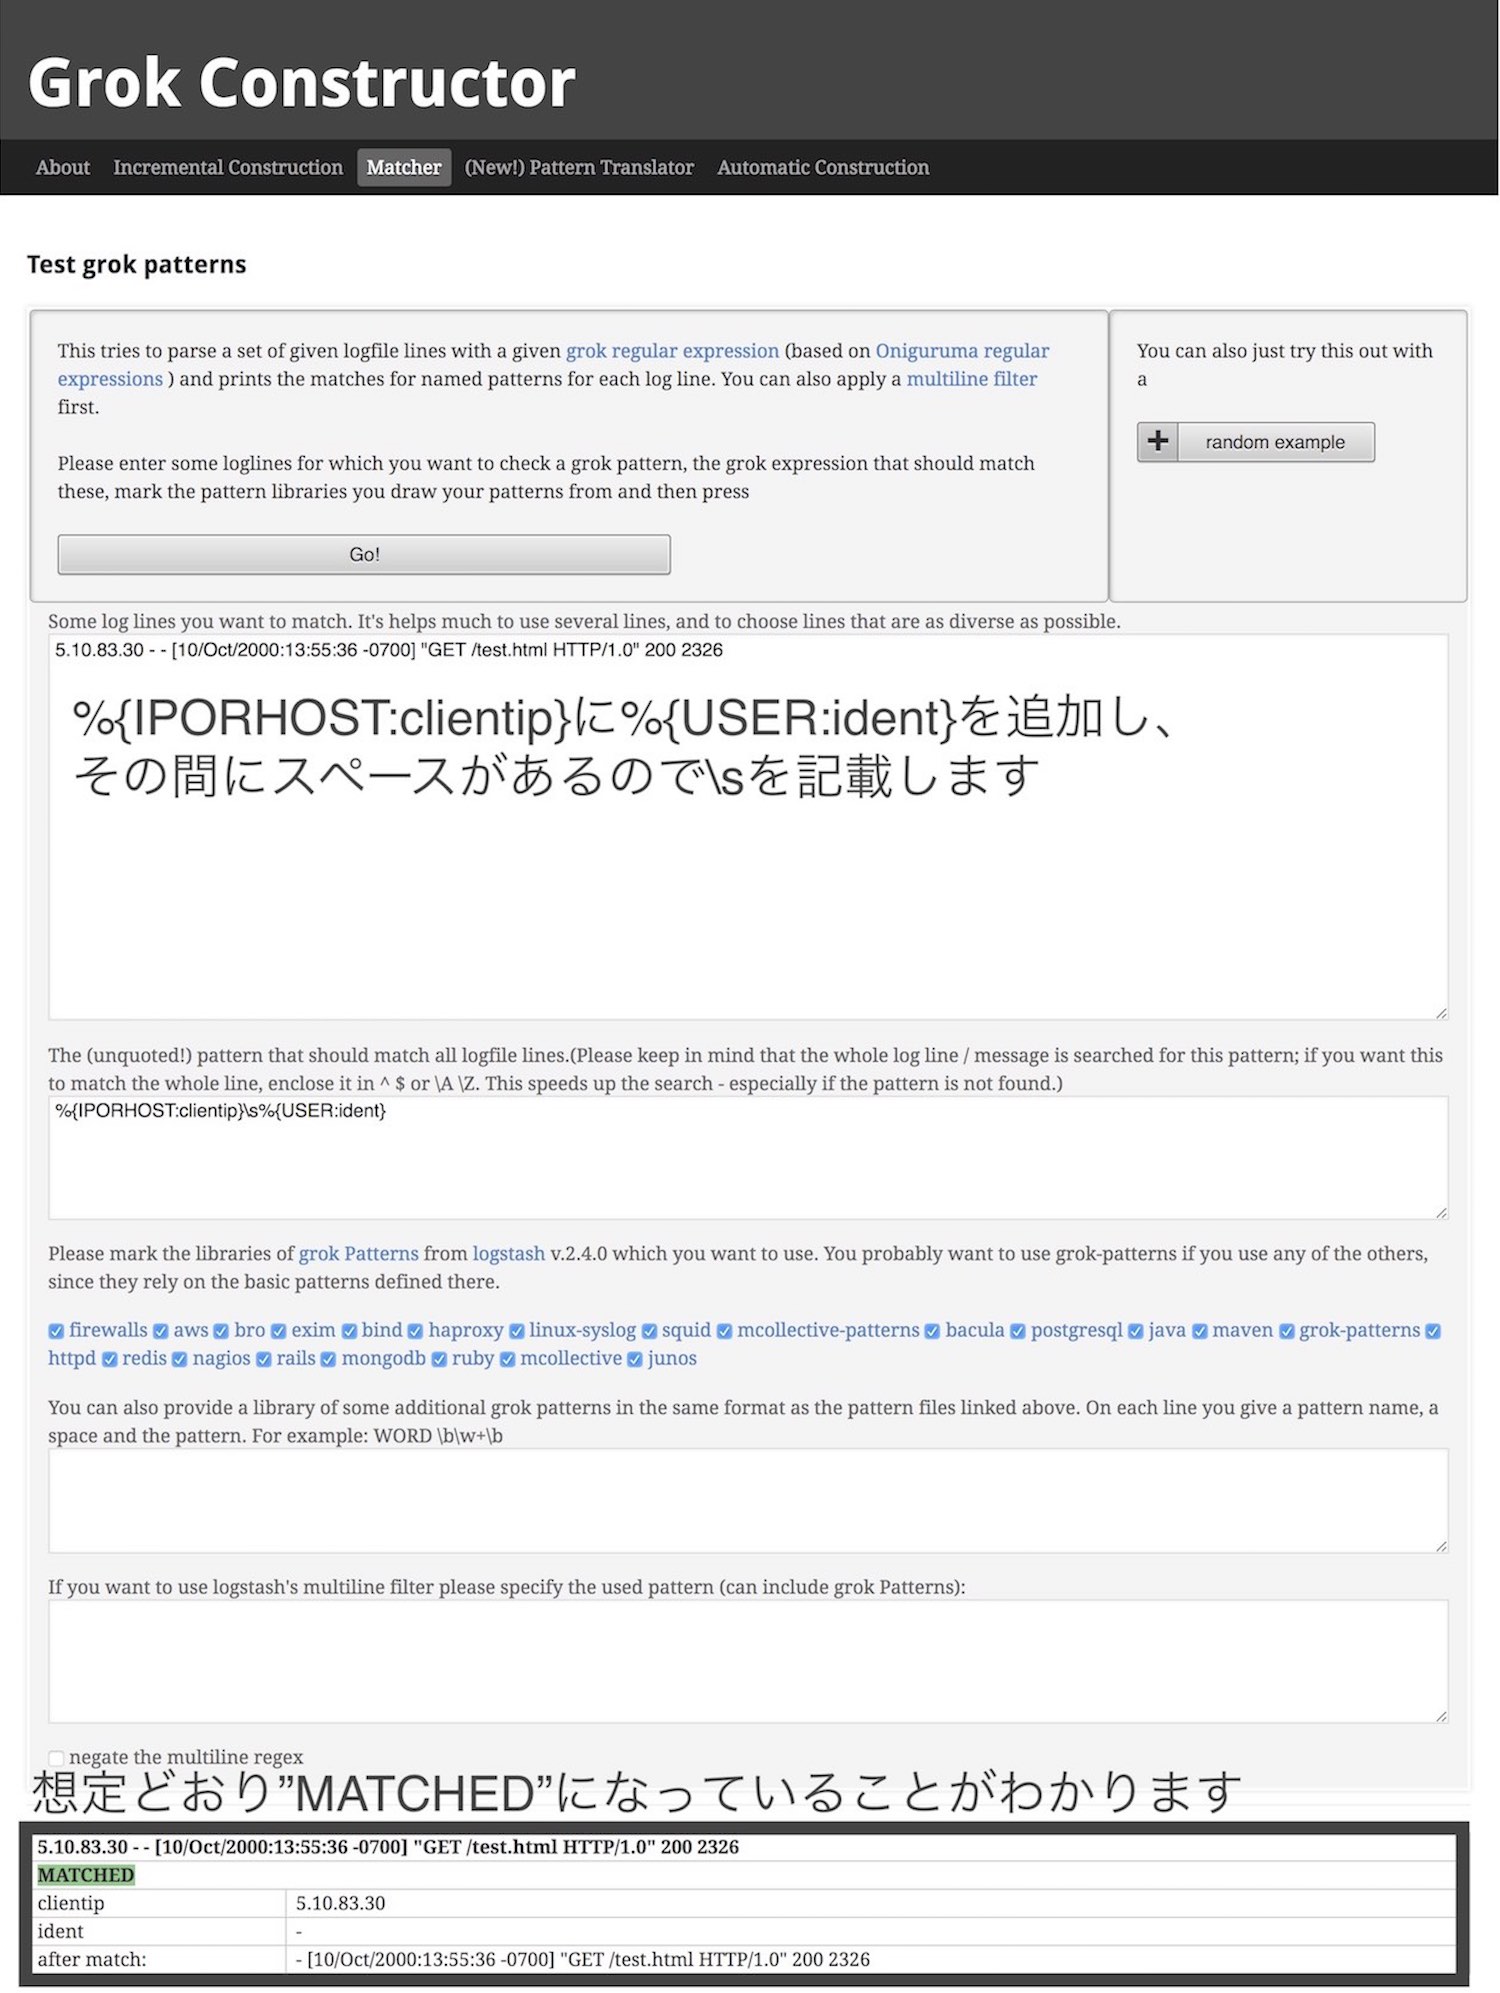 Grok Constructor
About Incremental Construction Matcher (New!) Pattern Translator Automatic Construction
Test grok patterns
This tries to parse a set of given logfile lines with a given grok regular expression (based on Oniguruma regular
expressions ) and prints the matches for named patterns for each log line. You can also apply a multiline filter
first.
Please enter some loglines for which you want to check a grok pattern, the grok expression that should match
these, mark the pattern libraries you draw your patterns from and then press
Go!
You can also just try this out with
a
+ random example
Some log lines you want to match. It's helps much to use several lines, and to choose lines that are as diverse as possible.
5.10.83.30 - - [10/Oct/2000:13:55:36 -0700] "GET /test.html HTTP/1.0" 200 2326
%{IPORHOST:clientip}に%{USER:ident}を追加し、
その間にスペースがあるので\sを記載します
The (unquoted!) pattern that should match all logfile lines.(Please keep in mind that the whole log line / message is searched for this pattern; if you want this
to match the whole line, enclose it in ^ $ or \A \Z. This speeds up the search - especially if the pattern is not found.)
%{IPORHOST:clientip}\s%{USER:ident}
Please mark the libraries of grok Patterns from logstash v.2.4.0 which you want to use. You probably want to use grok-patterns if you use any of the others,
since they rely on the basic patterns defined there.
firewalls aws bro exim bind haproxy linux-syslog squid mcollective-patterns bacula postgresql java maven grok-patterns
httpd redis nagios rails mongodb ruby mcollective junos
You can also provide a library of some additional grok patterns in the same format as the pattern files linked above. On each line you give a pattern name, a
space and the pattern. For example: WORD \b\w+\b
If you want to use logstash's multiline filter please specify the used pattern (can include grok Patterns):
negate the multiline regex
想定どおり”MATCHED”になっていることがわかります
5.10.83.30 - - [10/Oct/2000:13:55:36 -0700] "GET /test.html HTTP/1.0" 200 2326
MATCHED
clientip 5.10.83.30
ident -
after match: - [10/Oct/2000:13:55:36 -0700] "GET /test.html HTTP/1.0" 200 2326